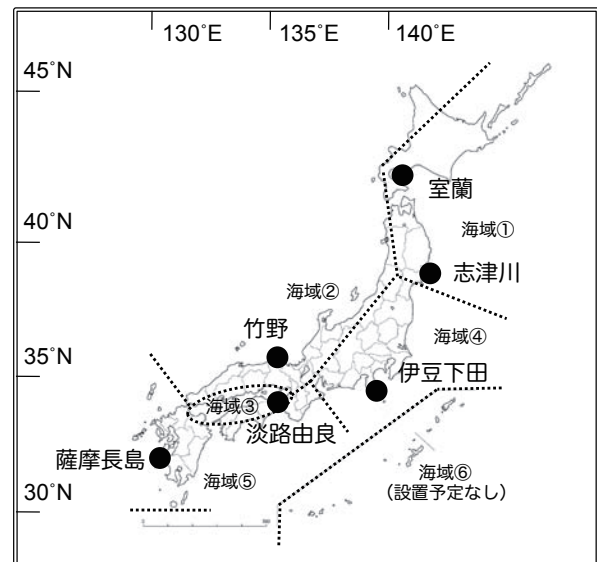 130°E
135°E
140°E
45°N
40°N
35°N
30°N
室蘭
海域①
志津川
海域②
海域④
竹野
伊豆下田
海域③
淡路由良
薩摩長島
海域⑤
海域⑥
（設置予定なし）